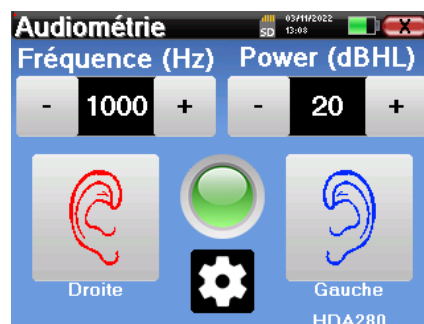 Audiométrie
SD
03/11/2022
13:08
X
Fréquence (Hz)
Power (dBHL)
- 1000 +
- 20 +
Droite
Gauche
HDA280